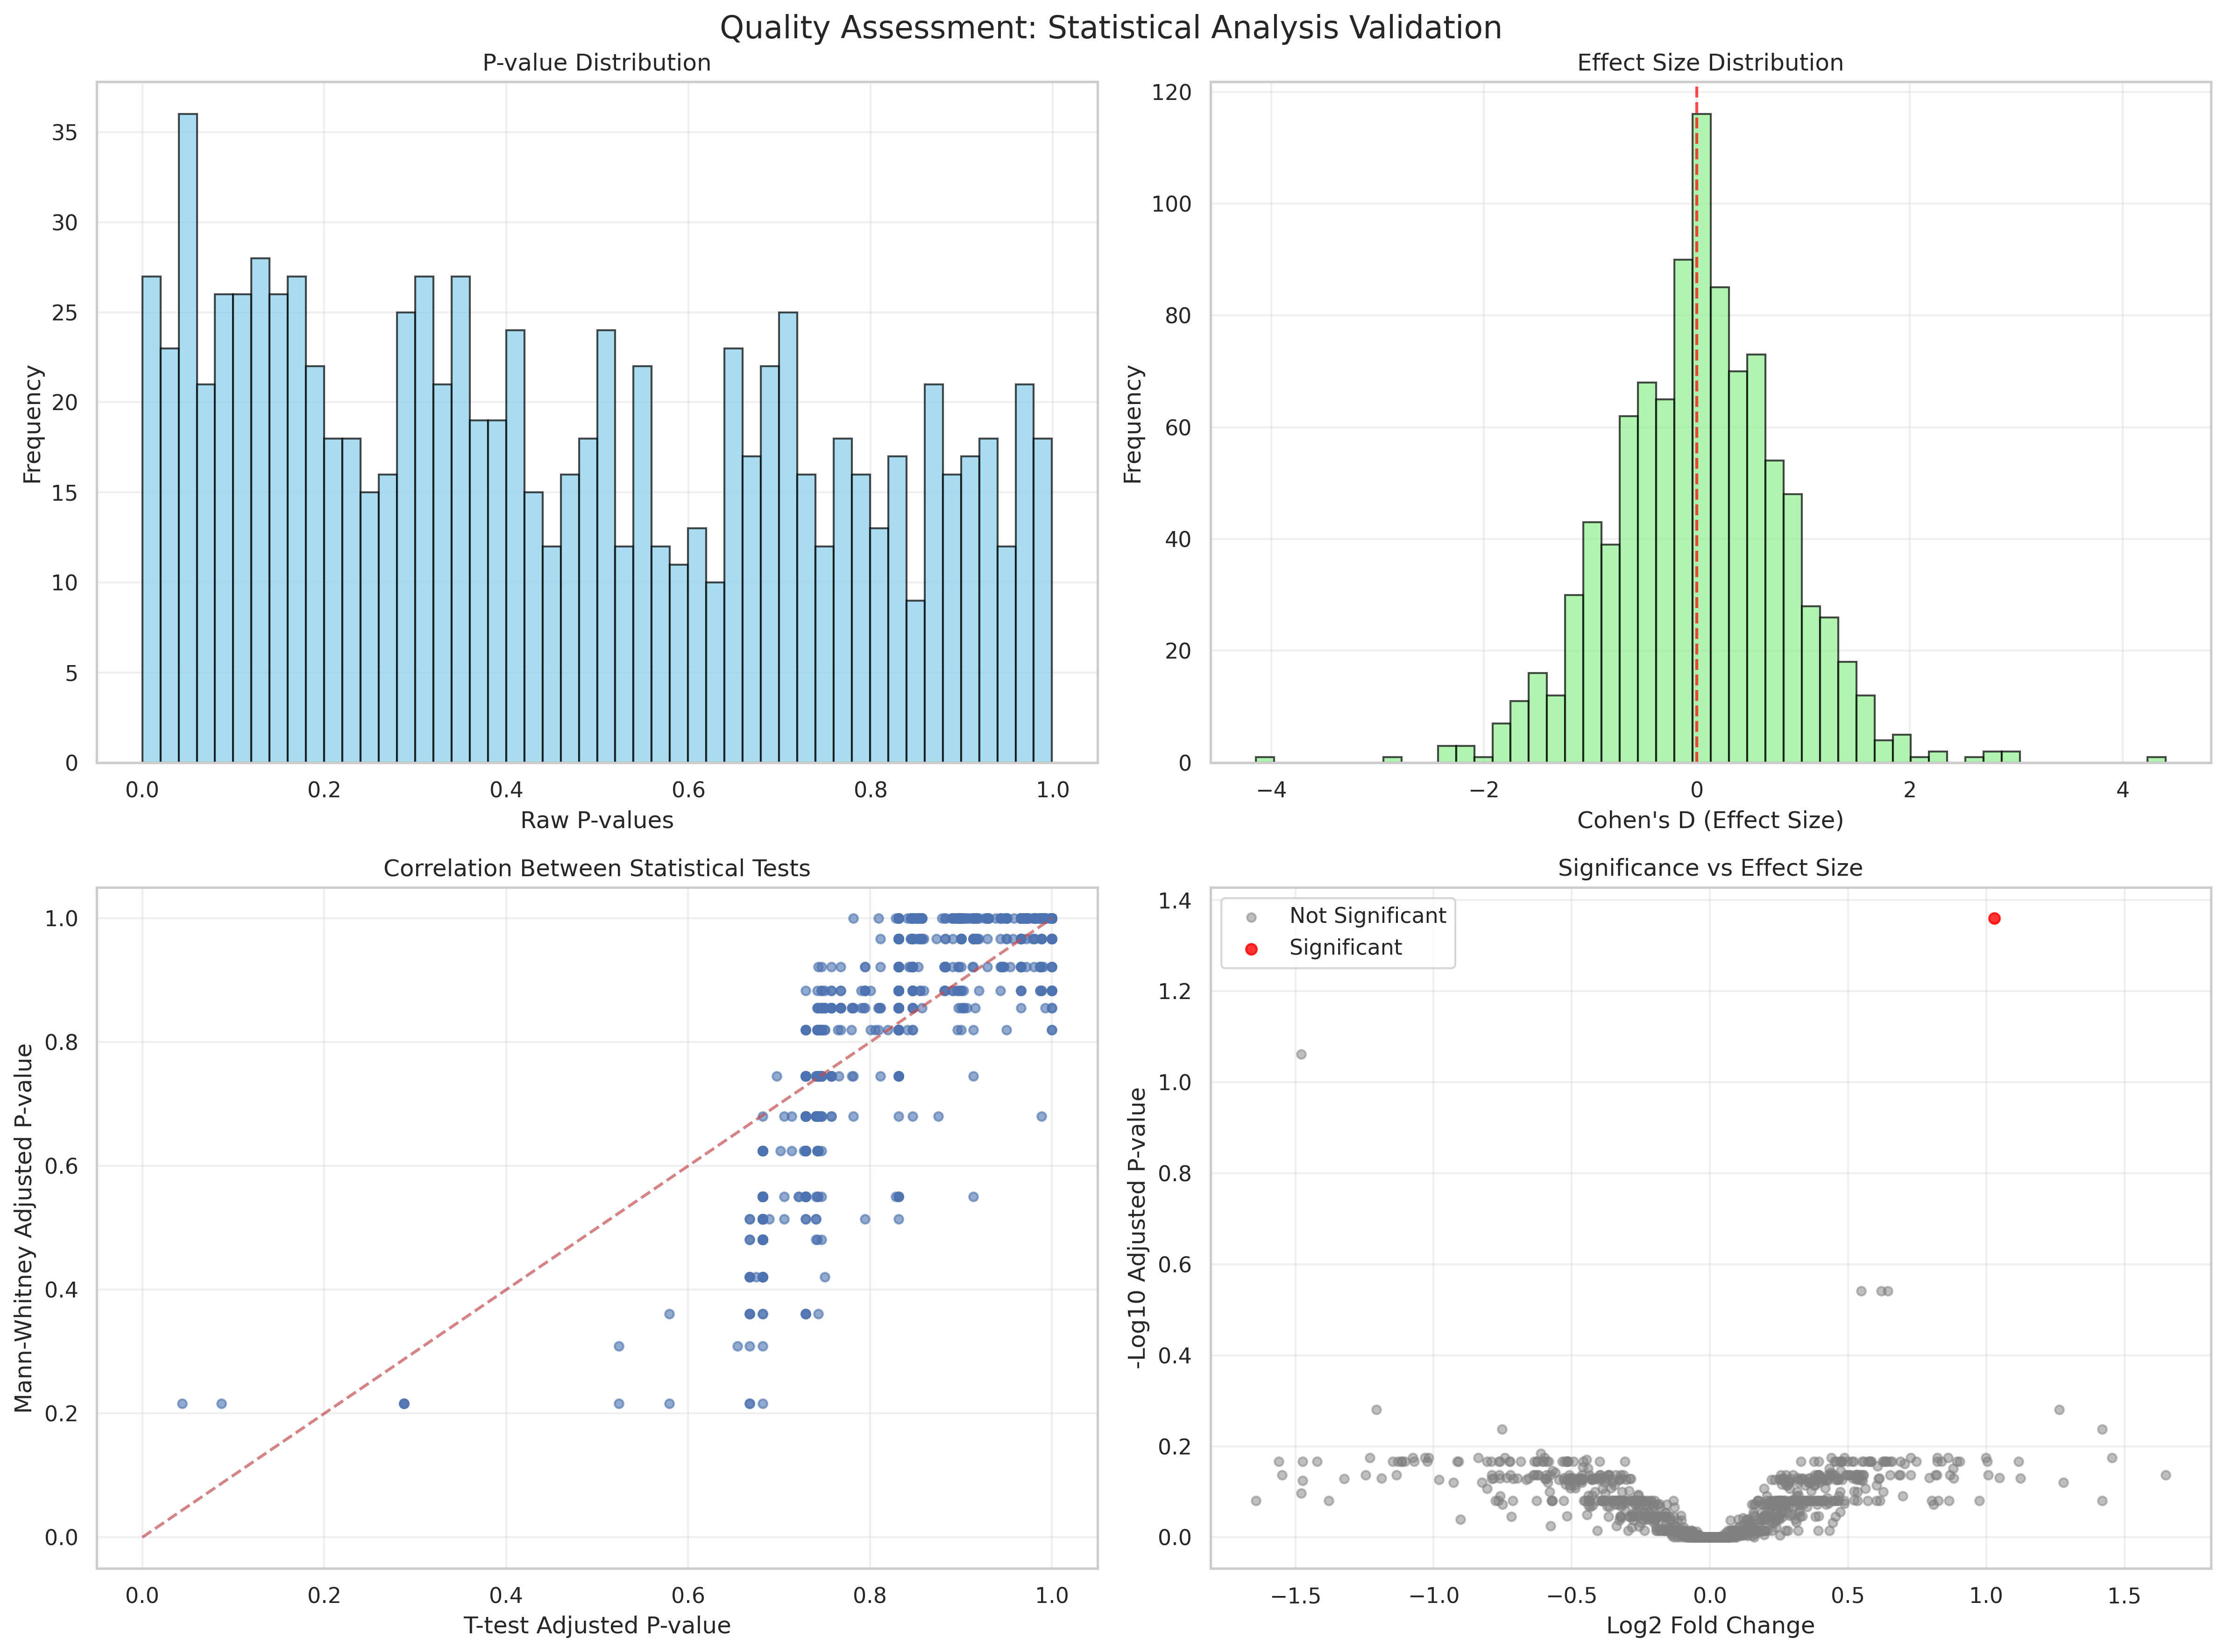 Quality Assessment: Statistical Analysis Validation
P-value Distribution
Frequency
35
30
25
20
15
10
5
0
0.0 0.2 0.4 0.6 0.8 1.0
Raw P-values
Effect Size Distribution
Frequency
120
100
80
60
40
20
0
−4 −2 0 2 4
Cohen's D (Effect Size)
Correlation Between Statistical Tests
Mann-Whitney Adjusted P-value
1.0
0.8
0.6
0.4
0.2
0.0
0.0 0.2 0.4 0.6 0.8 1.0
T-test Adjusted P-value
Significance vs Effect Size
-Log10 Adjusted P-value
1.4
1.2
1.0
0.8
0.6
0.4
0.2
0.0
Not Significant
Significant
−1.5 −1.0 −0.5 0.0 0.5 1.0 1.5
Log2 Fold Change